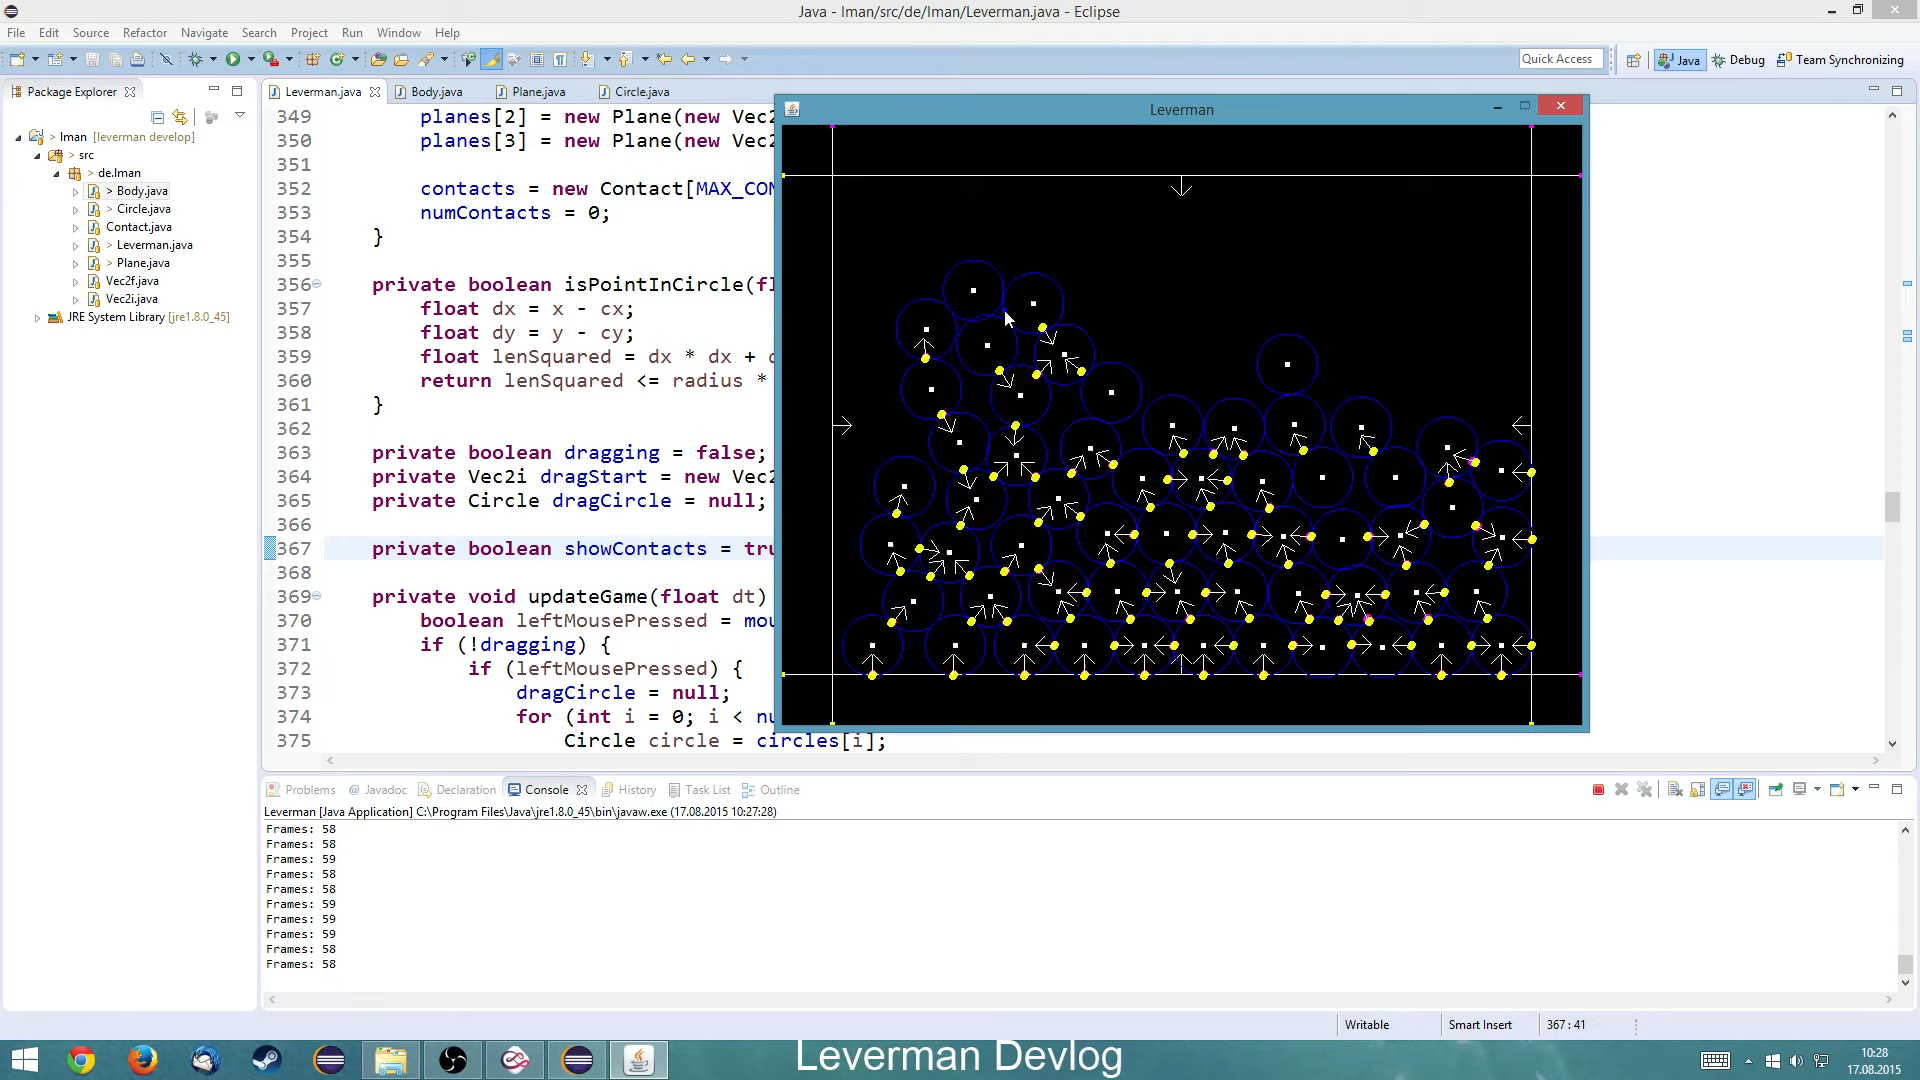 Java - lman/src/de/lman/Leverman.java - Eclipse
File Edit Source Refactor Navigate Search Project Run Window Help
Quick Access Java Debug Team Synchronizing
Package Explorer
Leverman.java Body.java Plane.java Circle.java
Leverman
> lman [leverman develop]
> src
> de.lman
> Body.java
> Circle.java
Contact.java
> Leverman.java
> Plane.java
Vec2f.java
Vec2i.java
JRE System Library [jre1.8.0_45]
349 planes[2] = new Plane(new Vec2
350 planes[3] = new Plane(new Vec2
351
352 contacts = new Contact[MAX_CON
353 numContacts = 0;
354 }
355
356 private boolean isPointInCircle(fl
357 float dx = x - cx;
358 float dy = y - cy;
359 float lenSquared = dx * dx + d
360 return lenSquared <= radius *
361 }
362
363 private boolean dragging = false;
364 private Vec2i dragStart = new Vec2
365 private Circle dragCircle = null;
366
367 private boolean showContacts = tru
368
369 private void updateGame(float dt)
370 boolean leftMousePressed = mou
371 if (!dragging) {
372 if (leftMousePressed) {
373 dragCircle = null;
374 for (int i = 0; i < nu
375 Circle circle = circles[i];
Problems Javadoc Declaration Console History Task List Outline
Leverman [Java Application] C:\Program Files\Java\jre1.8.0_45\bin\javaw.exe (17.08.2015 10:27:28)
Frames: 58
Frames: 58
Frames: 59
Frames: 58
Frames: 58
Frames: 59
Frames: 59
Frames: 59
Frames: 58
Frames: 58
Writable Smart Insert 367 : 41
Leverman Devlog
10:28
17.08.2015